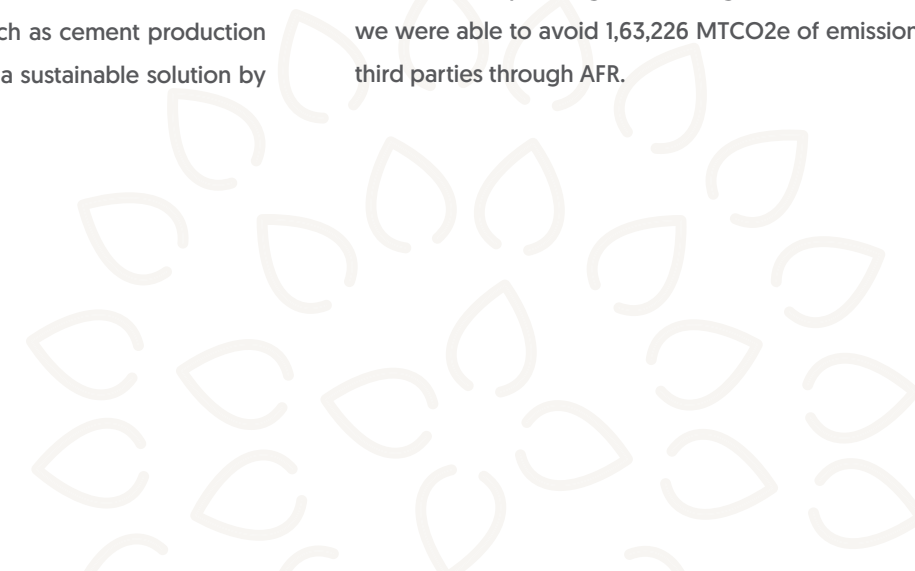 ch as cement production
a sustainable solution by
we were able to avoid 1,63,226 MTCO2e of emission
third parties through AFR.